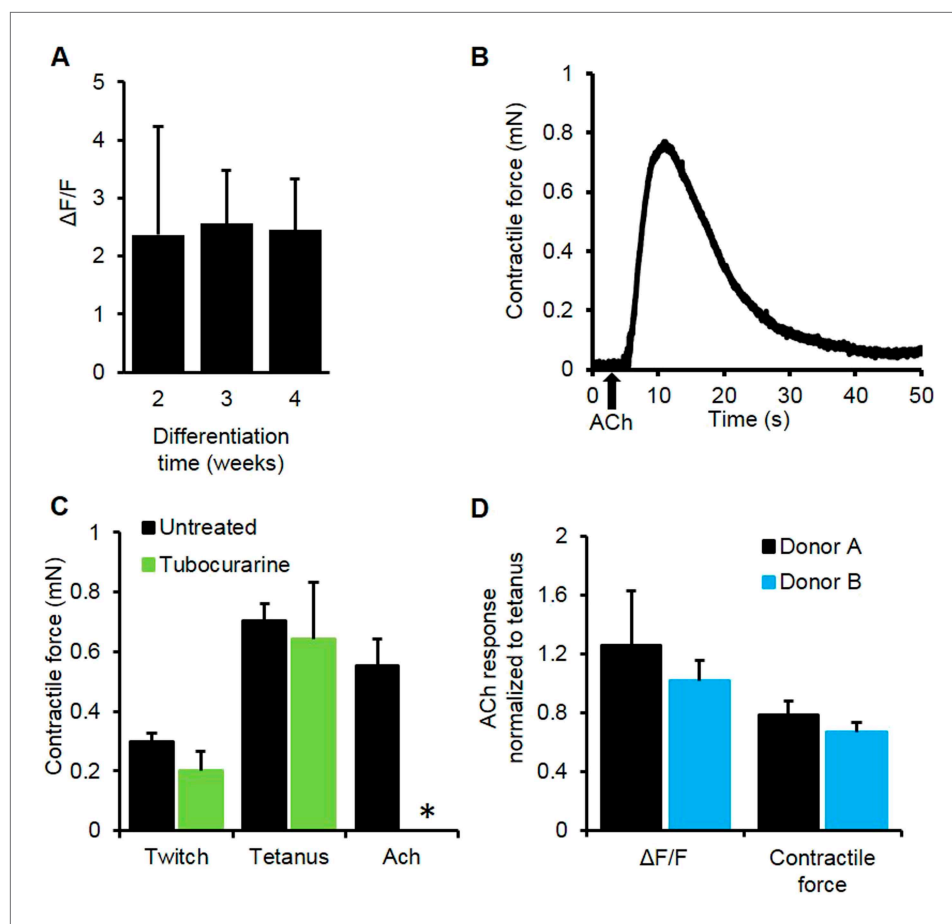 A
5
4
3
2
1
0
ΔF/F
2 3 4
Differentiation
time (weeks)
B
1
0.8
0.6
0.4
0.2
0
Contractile force (mN)
0 10 20 30 40 50
ACh
Time (s)
C
Untreated
Tubocurarine
1
0.8
0.6
0.4
0.2
0
Contractile force (mN)
*
Twitch Tetanus Ach
D
Donor A
Donor B
2
1.6
1.2
0.8
0.4
0
ACh response
normalized to tetanus
ΔF/F Contractile
force